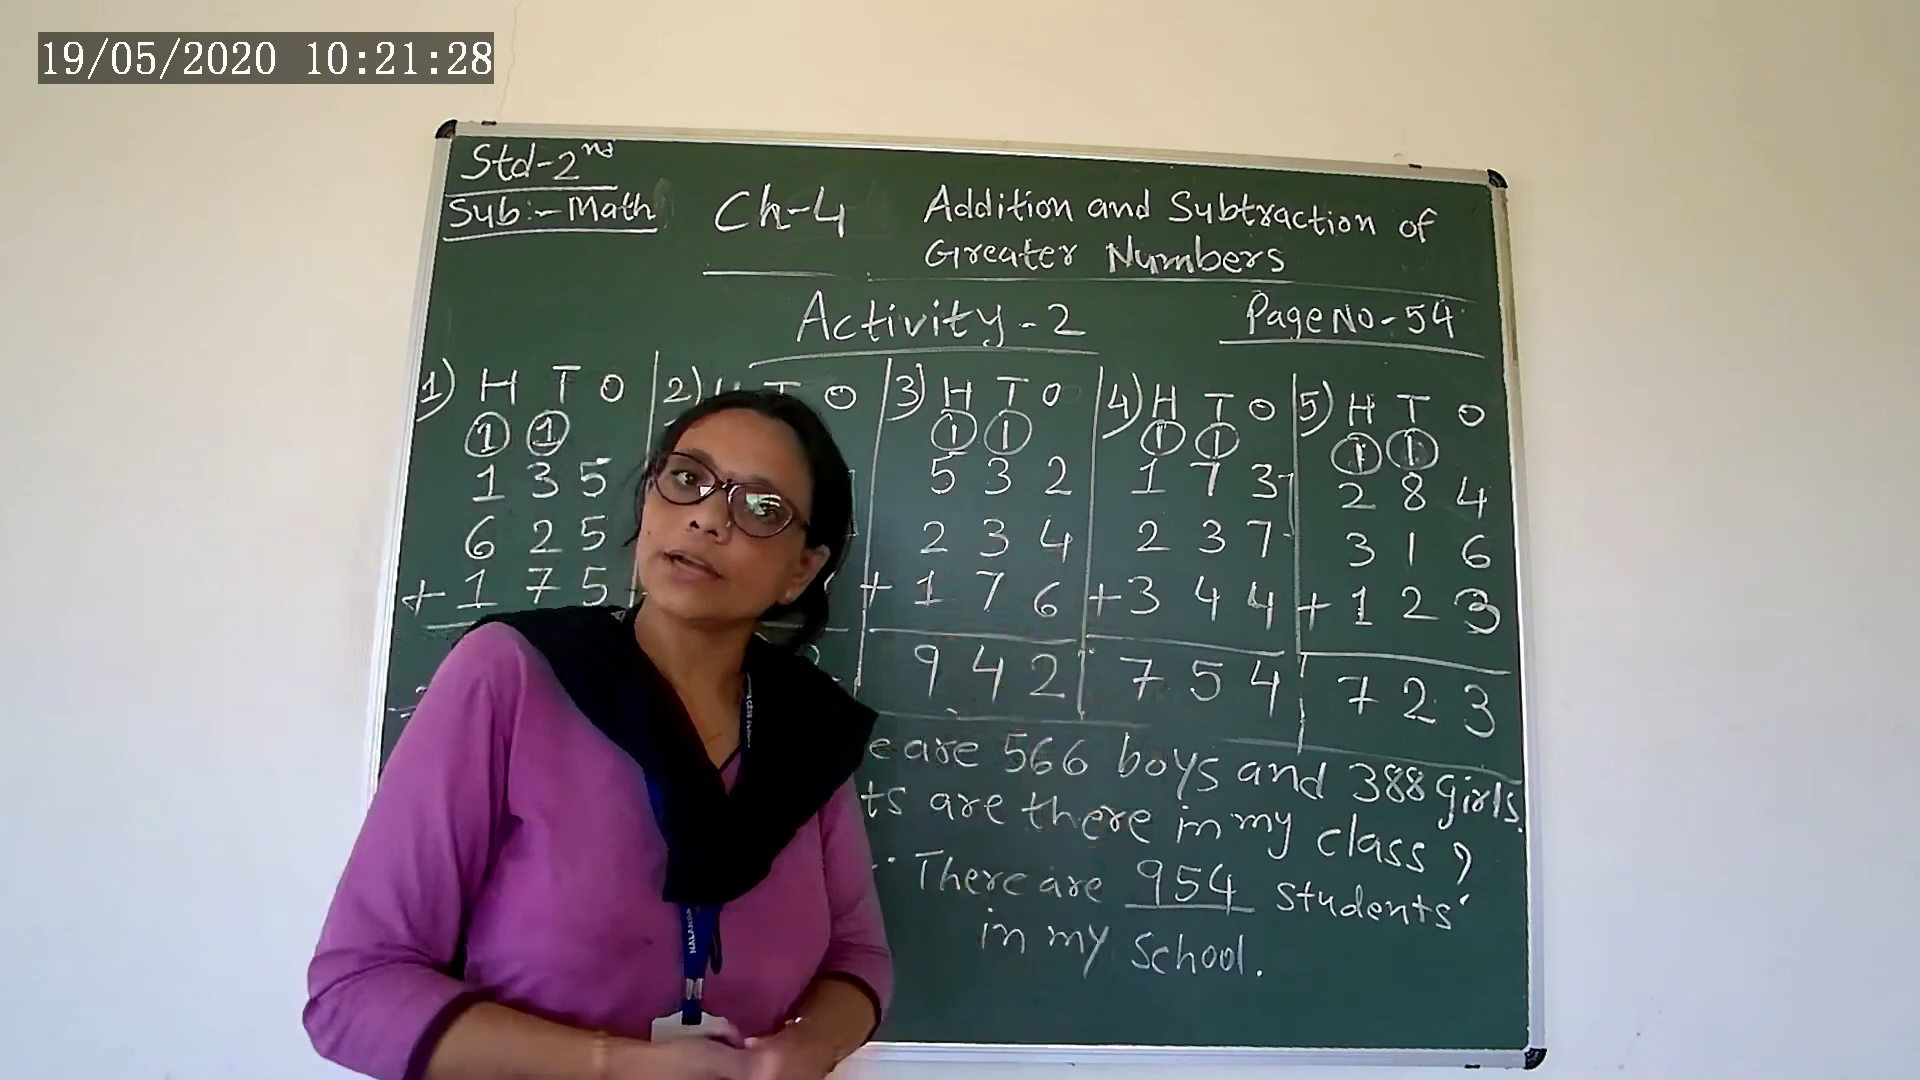 19/05/2020 10:21:28
Std-2nd
Sub:-Math
Ch-4 Addition and Subtraction of
Greater Numbers
Activity-2
Page No-54
1) H T O
1 1
1 3 5
6 2 5
+ 1 7 5
2) O
3) H T O
1 1
5 3 2
2 3 4
+ 1 7 6
9 4 2
4) H T O
1 1
1 7 3
2 3 7
+ 3 4 4
7 5 4
5) H T O
1 1
2 8 4
3 1 6
+ 1 2 3
7 2 3
are 566 boys and 388 girls.
are there in my class ?
There are 954 students
in my school.